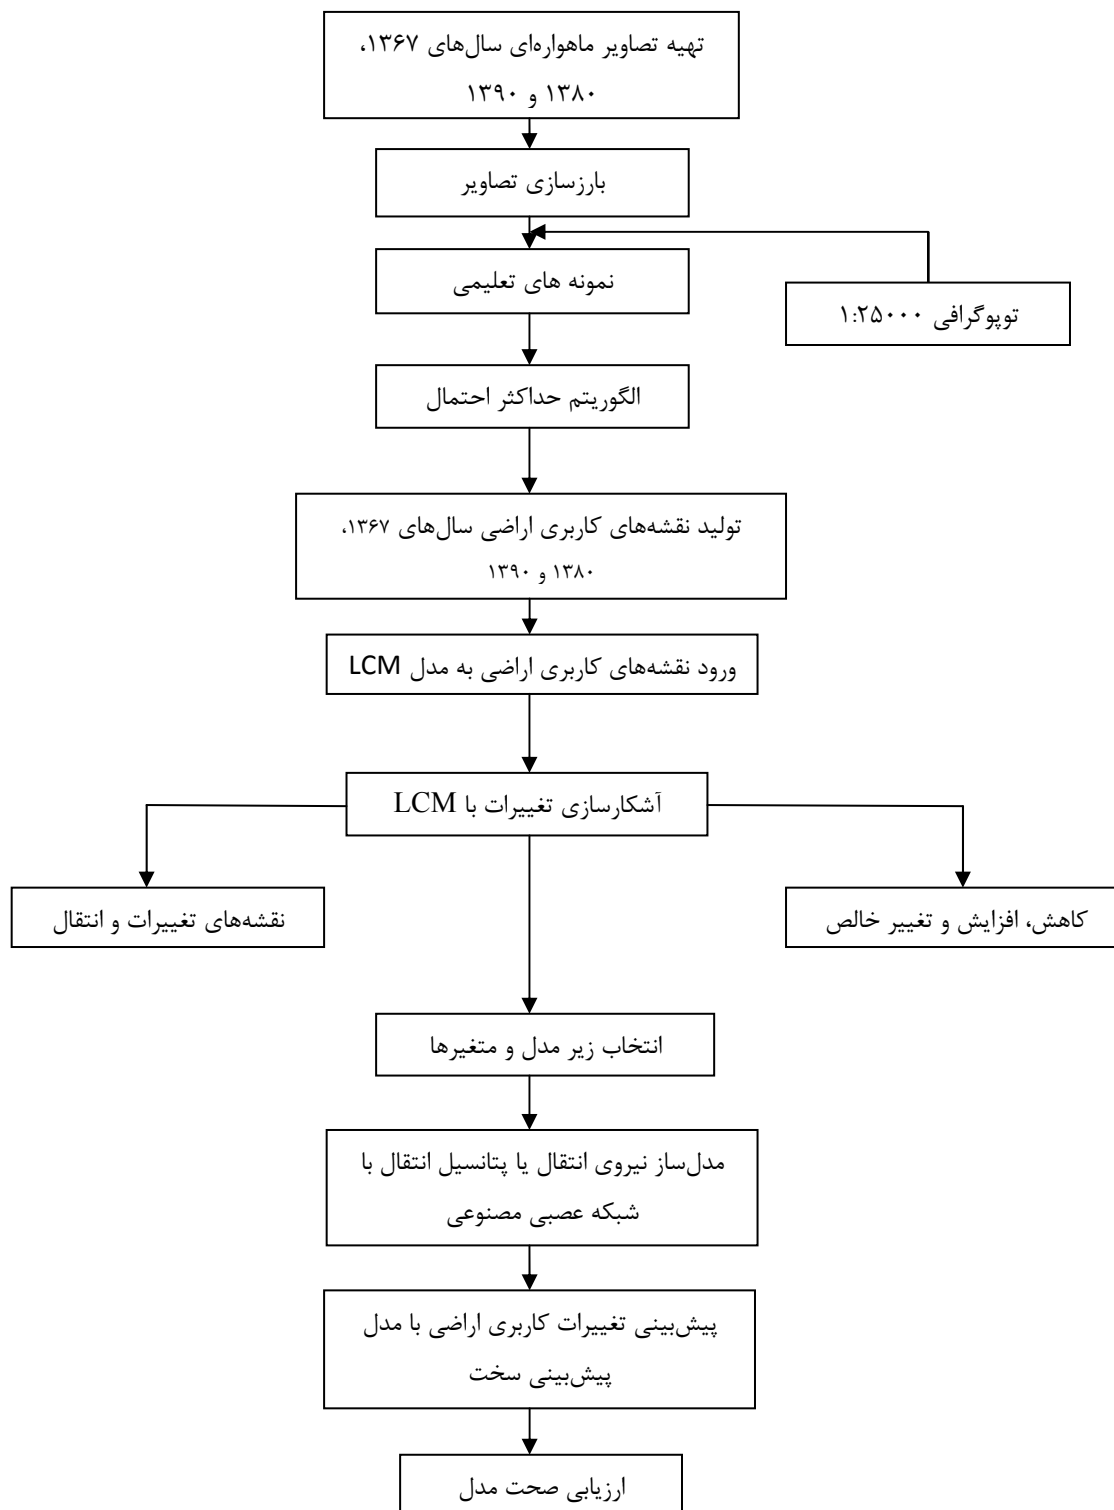 تهیه تصاویر ماهواره‌ای سال‌های ۱۳۶۷،
۱۳۸۰ و ۱۳۹۰
بارزسازی تصاویر
نمونه های تعلیمی
توپوگرافی ۱:۲۵۰۰۰
الگوریتم حداکثر احتمال
تولید نقشه‌های کاربری اراضی سال‌های ۱۳۶۷،
۱۳۸۰ و ۱۳۹۰
ورود نقشه‌های کاربری اراضی به مدل LCM
آشکارسازی تغییرات با LCM
کاهش، افزایش و تغییر خالص
نقشه‌های تغییرات و انتقال
انتخاب زیر مدل و متغیرها
مدل‌ساز نیروی انتقال یا پتانسیل انتقال با
شبکه عصبی مصنوعی
پیش‌بینی تغییرات کاربری اراضی با مدل
پیش‌بینی سخت
ارزیابی صحت مدل